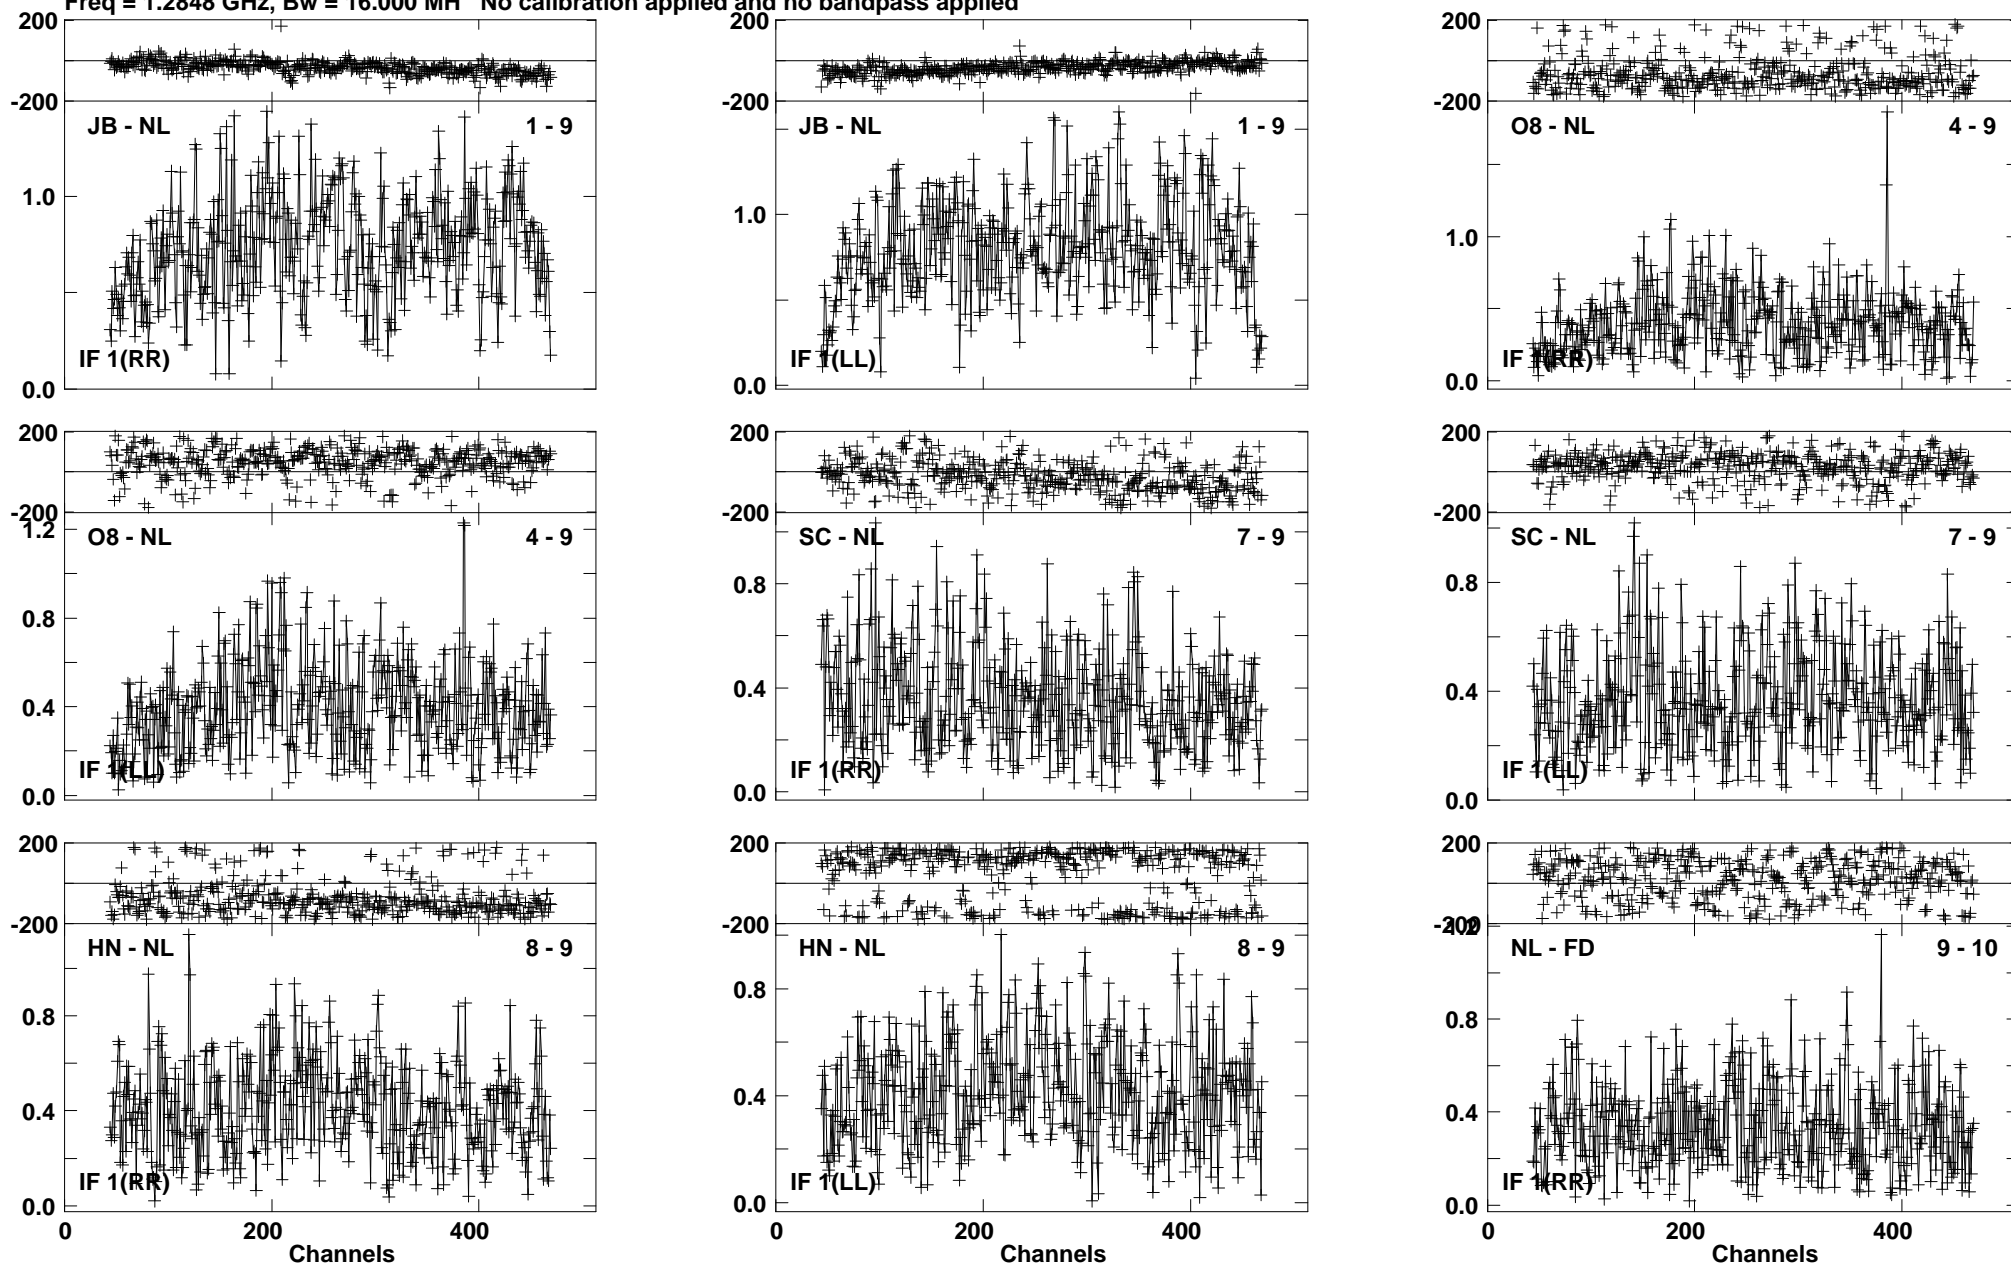 Freq = 1.2848 GHz, Bw = 16.000 MH No calibration applied and no bandpass applied
200
-200
JB - NL 1 - 9
1.0
IF 1(RR)
0.0
200
-200
JB - NL 1 - 9
1.0
IF 1(LL)
0.0
200
-200
O8 - NL 4 - 9
1.0
IF 1(RR)
0.0
200
-200
1.2
O8 - NL 4 - 9
0.8
0.4
IF 1(LL)
0.0
200
-200
SC - NL 7 - 9
0.8
0.4
IF 1(RR)
0.0
200
-200
SC - NL 7 - 9
0.8
0.4
IF 1(LL)
0.0
200
-200
HN - NL 8 - 9
0.8
0.4
IF 1(RR)
0.0
0 200 400
Channels
200
-200
HN - NL 8 - 9
0.8
0.4
IF 1(LL)
0.0
0 200 400
Channels
200
-200
1.2
NL - FD 9 - 10
0.8
0.4
IF 1(RR)
0.0
0 200 400
Channels